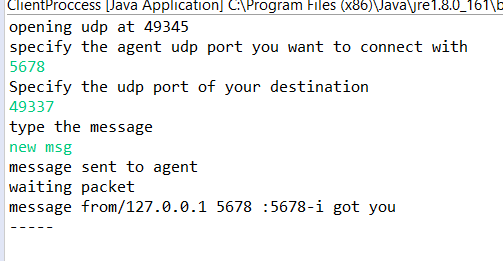 ClientProccess [Java Application] C:\Program Files (x86)\Java\jre1.8.0_161\b
opening udp at 49345
specify the agent udp port you want to connect with
5678
Specify the udp port of your destination
49337
type the message
new msg
message sent to agent
waiting packet
message from/127.0.0.1 5678 :5678-i got you
-----